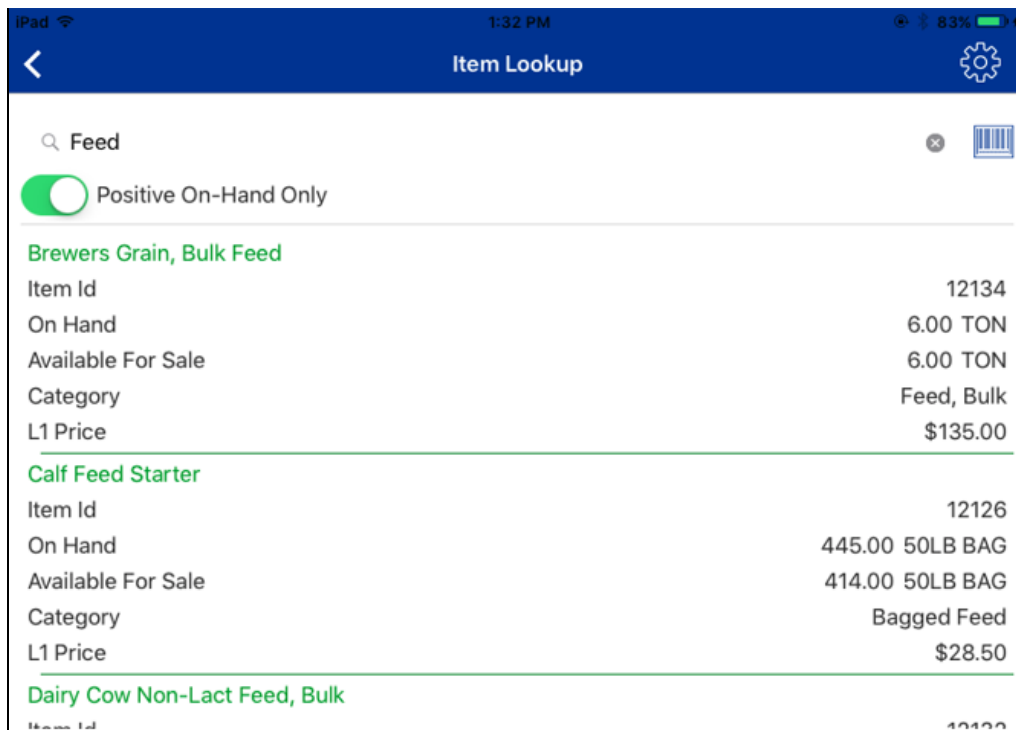 iPad 1:32 PM 83%
Item Lookup
Feed
Positive On-Hand Only
Brewers Grain, Bulk Feed
Item Id 12134
On Hand 6.00 TON
Available For Sale 6.00 TON
Category Feed, Bulk
L1 Price $135.00
Calf Feed Starter
Item Id 12126
On Hand 445.00 50LB BAG
Available For Sale 414.00 50LB BAG
Category Bagged Feed
L1 Price $28.50
Dairy Cow Non-Lact Feed, Bulk
Item Id